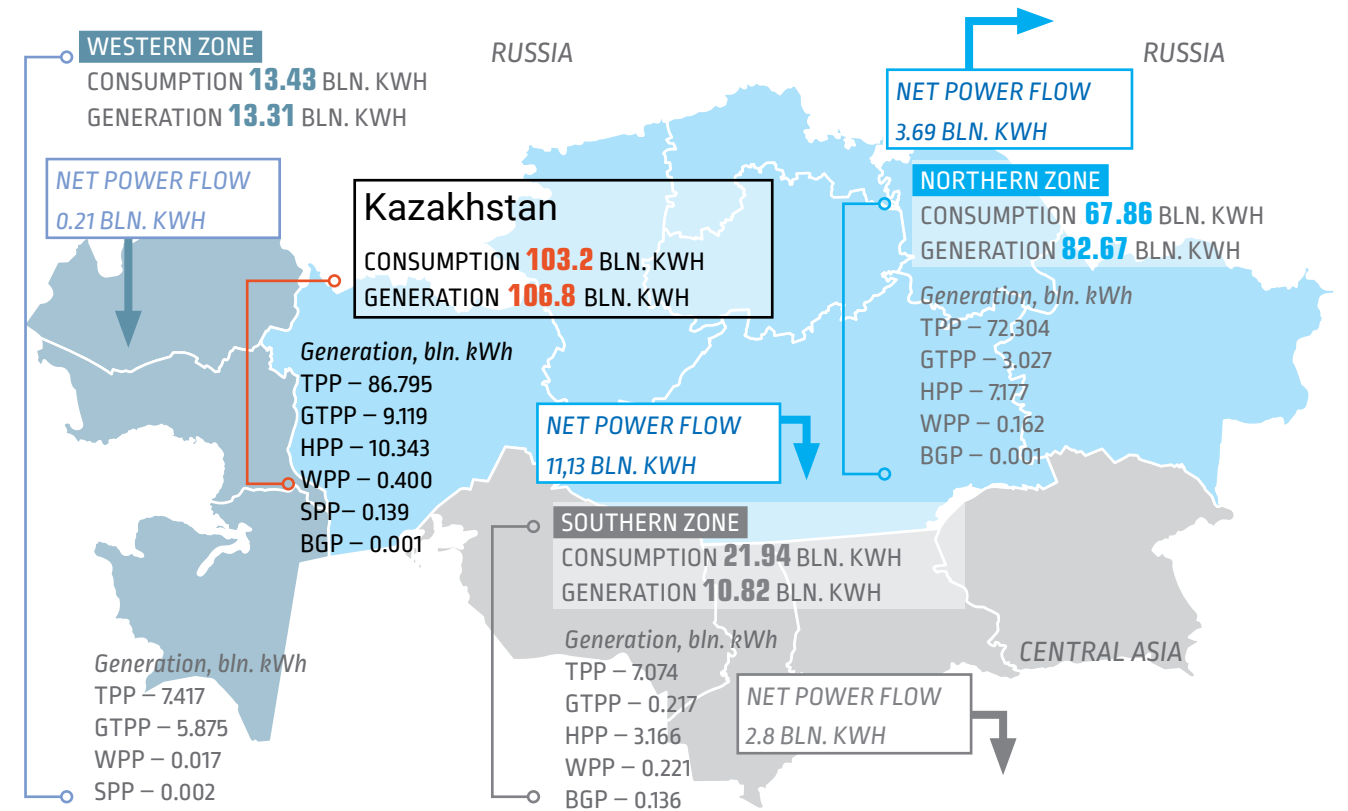 WESTERN ZONE
CONSUMPTION 13.43 BLN. KWH
GENERATION 13.31 BLN. KWH
RUSSIA
RUSSIA
NET POWER FLOW
3.69 BLN. KWH
NET POWER FLOW
0.21 BLN. KWH
Kazakhstan
CONSUMPTION 103.2 BLN. KWH
GENERATION 106.8 BLN. KWH
Generation, bln. kWh
TPP – 86.795
GTPP – 9.119
HPP – 10.343
WPP – 0.400
SPP– 0.139
BGP – 0.001
NORTHERN ZONE
CONSUMPTION 67.86 BLN. KWH
GENERATION 82.67 BLN. KWH
Generation, bln. kWh
TPP – 72.304
GTPP – 3.027
HPP – 7.177
WPP – 0.162
BGP – 0.001
NET POWER FLOW
11,13 BLN. KWH
SOUTHERN ZONE
CONSUMPTION 21.94 BLN. KWH
GENERATION 10.82 BLN. KWH
Generation, bln. kWh
TPP – 7.074
GTPP – 0.217
HPP – 3.166
WPP – 0.221
BGP – 0.136
CENTRAL ASIA
NET POWER FLOW
2.8 BLN. KWH
Generation, bln. kWh
TPP – 7.417
GTPP – 5.875
WPP – 0.017
SPP – 0.002